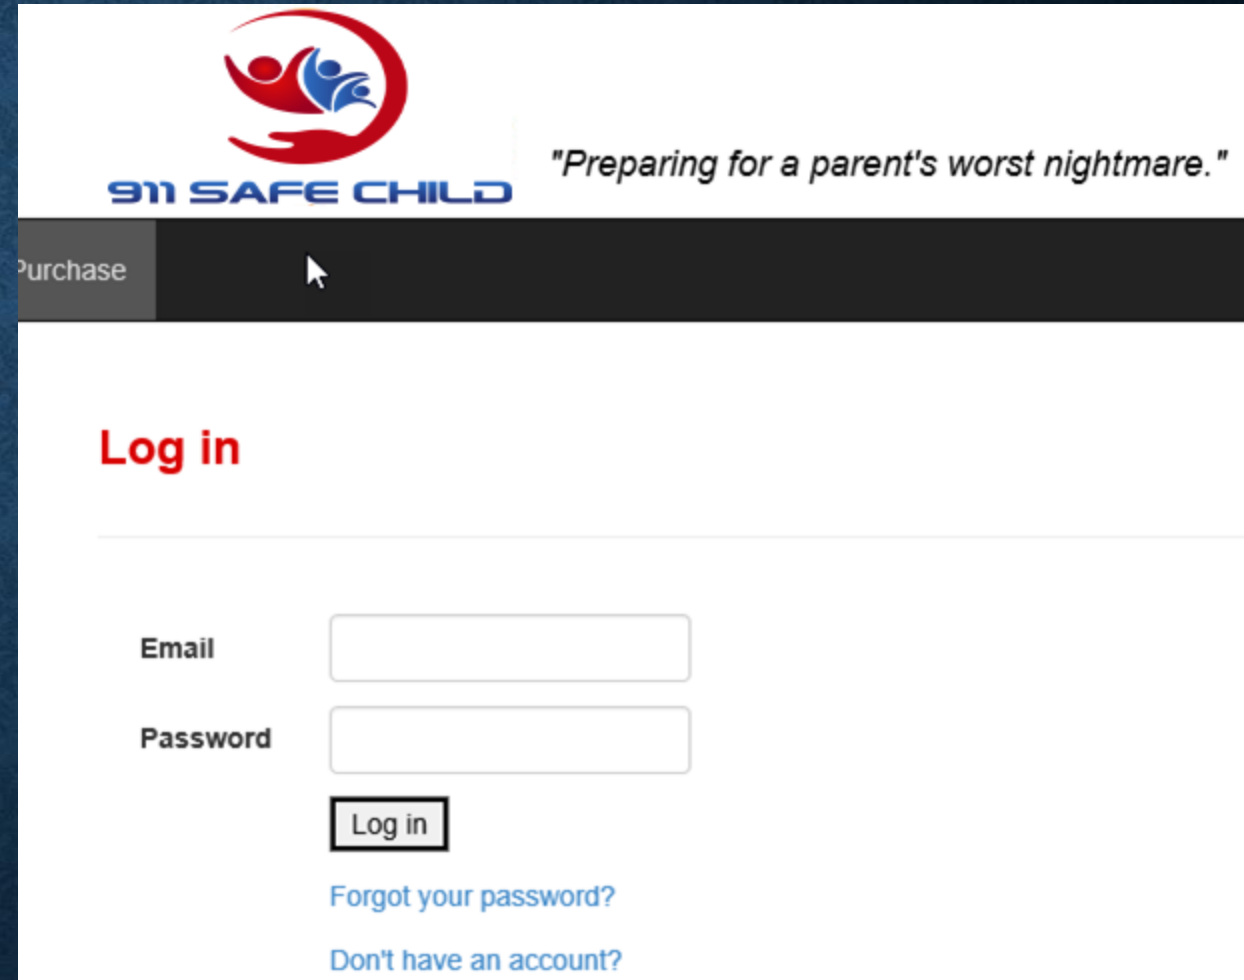 "Preparing for a parent's worst nightmare."
911 SAFE CHILD
Purchase
Log in
Email
Password
Log in
Forgot your password?
Don't have an account?